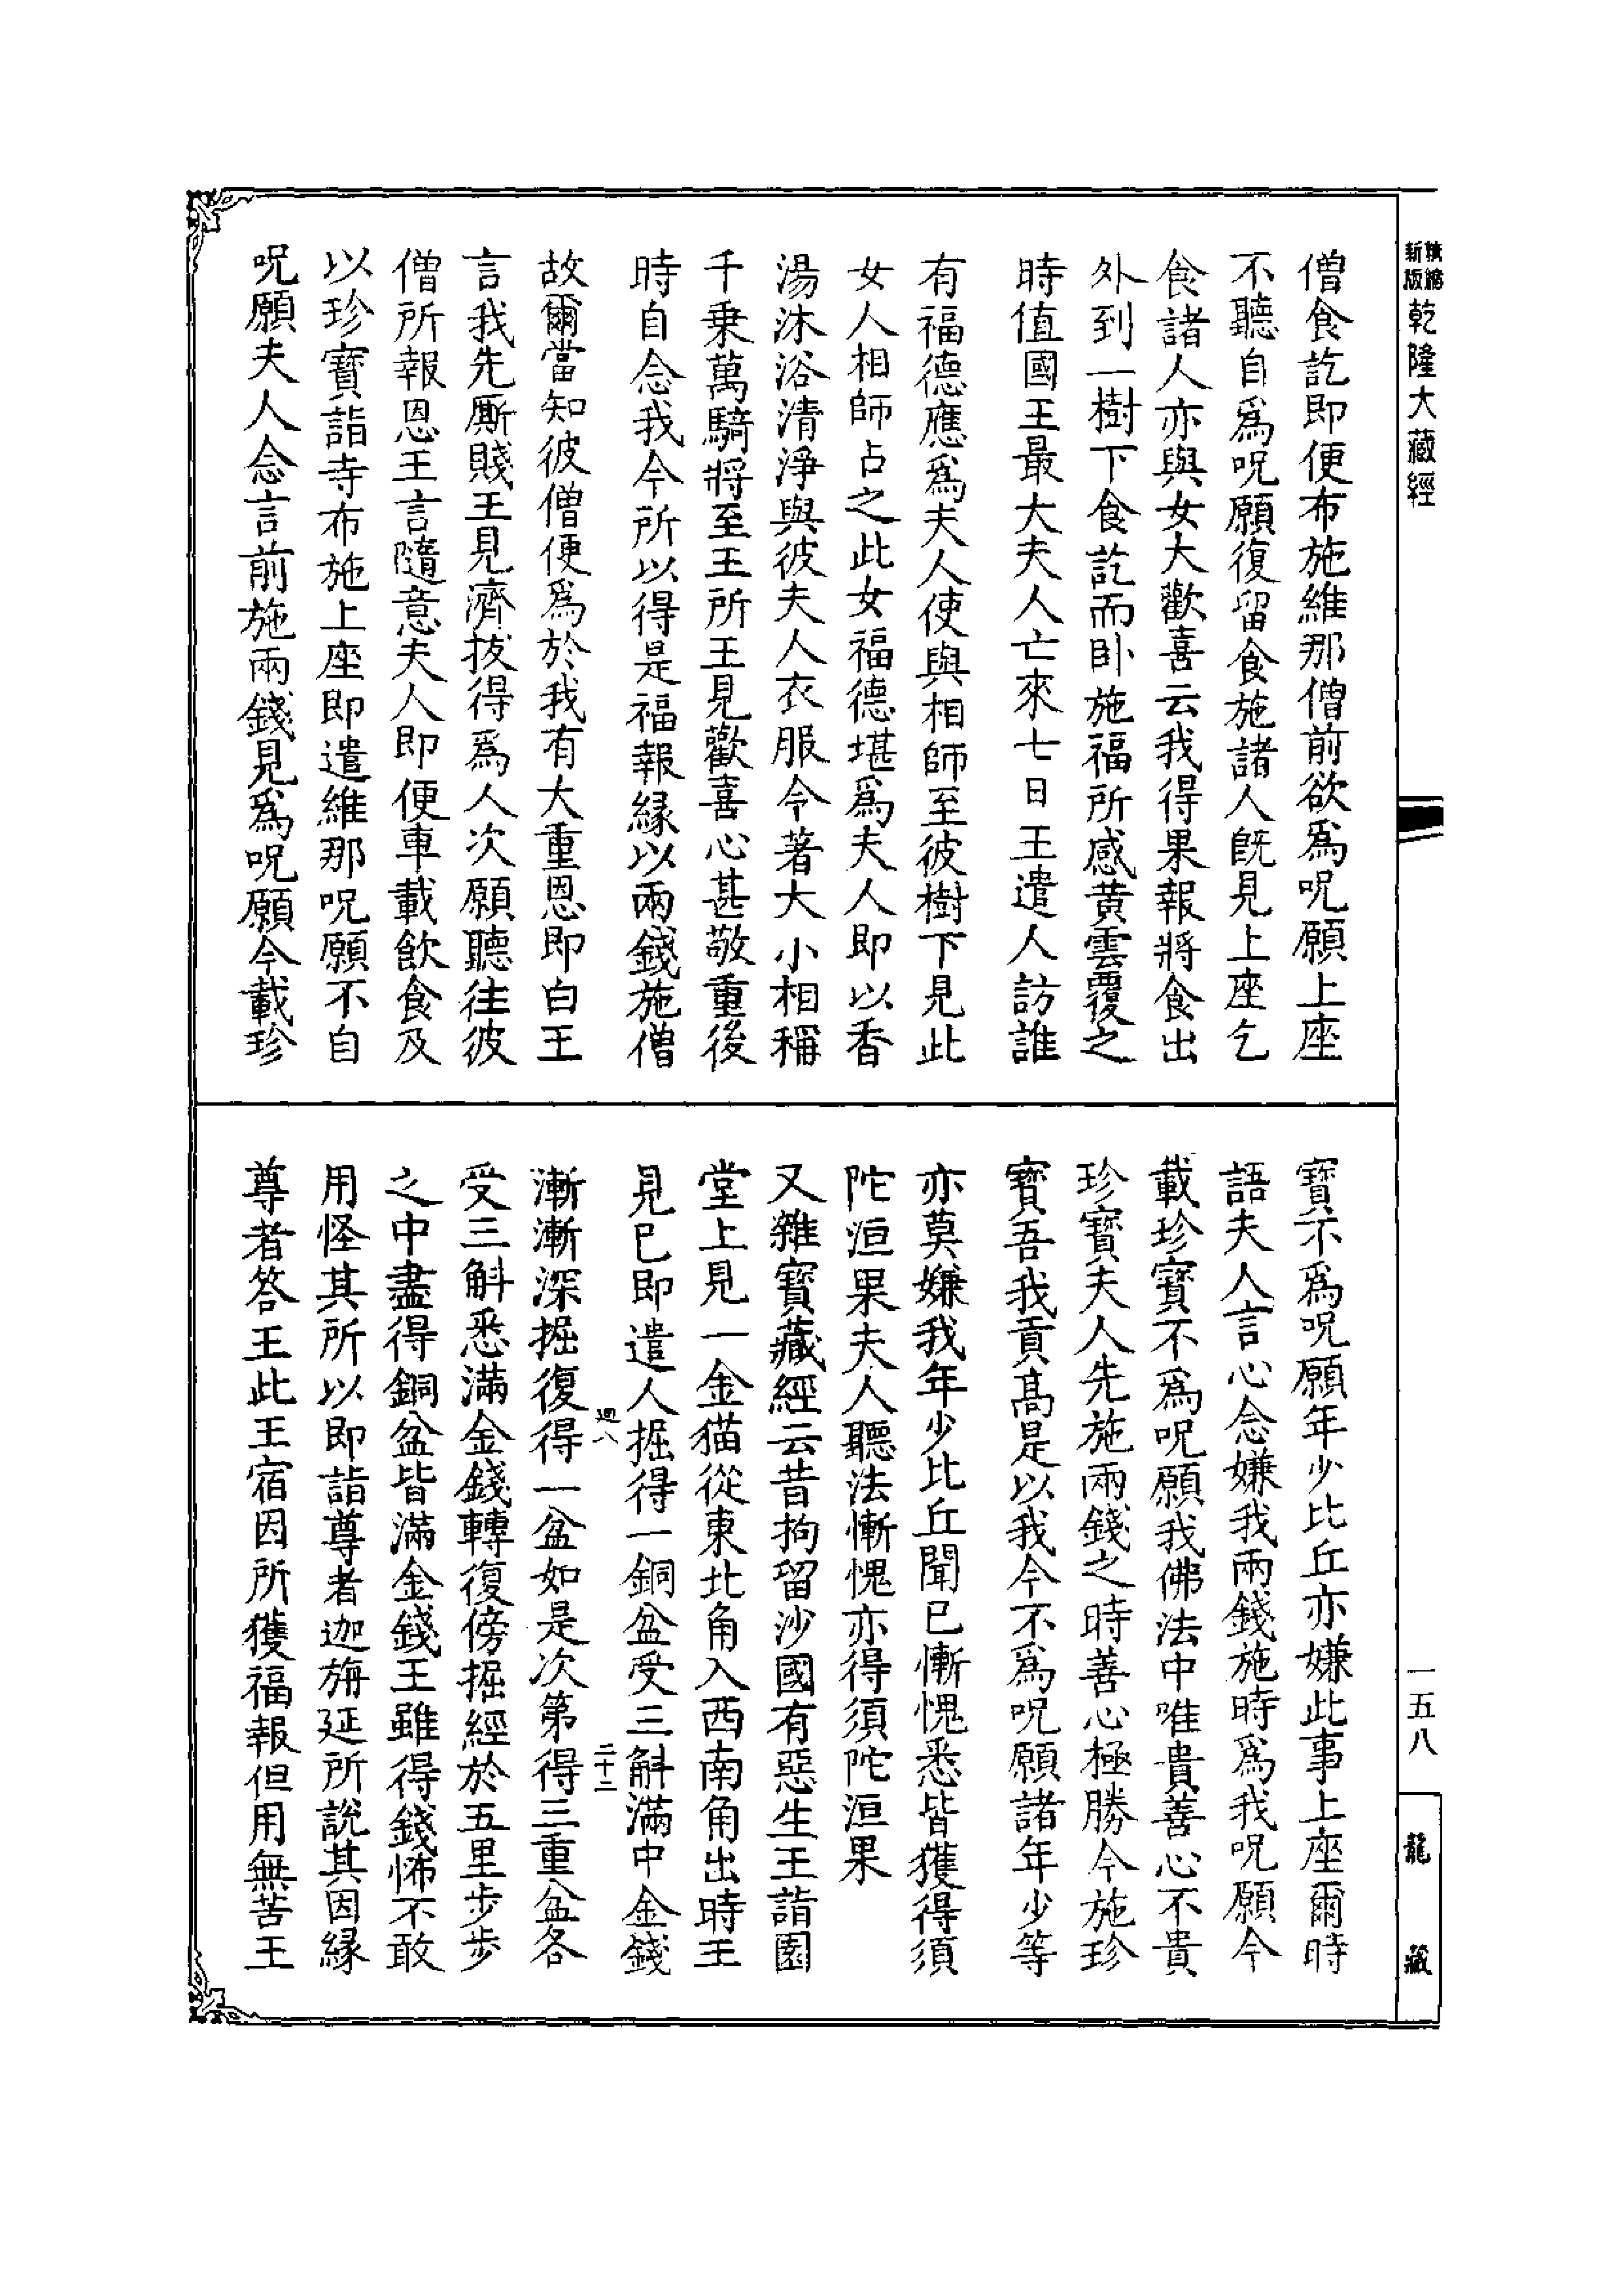 新版
精縮
乾隆大藏經
僧食訖即便布施維那僧前欲爲呪願上座
不聽自爲呪願復留食施諸人既見上座乞
食諸人亦與女大歡喜云我得果報將食出
外到一樹下食訖而卧施福所感黄雲覆之
時值國王最大夫人亡來七日王遣人訪誰
有福德應爲夫人使與相師至彼樹下見此
女人相師占之此女福德堪爲夫人即以香
湯沐浴清淨與彼夫人衣服令著大小相稱
千乗萬騎將至王所王見歡喜心甚敬重後
時自念我今所以得是福報緣以兩錢施僧
故爾當知彼僧便爲於我有大重恩即白王
言我先厮賤王見濟拔得爲人次願聽往彼
僧所報恩王言隨意夫人即便車載飲食及
以珍寶詣寺布施上座即遣維那呪願不自
呪願夫人念言前施兩錢見爲呪願今載珍
寶不爲呪願年少比丘亦嫌此事上座爾時
語夫人言心念嫌我兩錢施時爲我呪願今
載珍寶不爲呪願我佛法中唯貴善心不貴
珍寶夫人先施兩錢之時善心極勝今施珍
寶吾我貢高是以我今不爲呪願諸年少等
亦莫嫌我年少比丘聞已慚愧悉皆獲得須
陀洹果夫人聽法慚愧亦得須陀洹果
又雜寶藏經云昔拘留沙國有惡生王詣園
堂上見一金猫從東北角入西南角出時王
見已即遣人掘得一銅盆受三斛滿中金錢
週八
二十二
漸漸深掘復得一盆如是次第得三重盆各
受三斛悉滿金錢轉復傍掘經於五里步步
之中盡得銅盆皆滿金錢王雖得錢怖不敢
用怪其所以即詣尊者迦旃延所說其因緣
尊者答王此王宿因所獲福報但用無苦王
一五八
龍藏